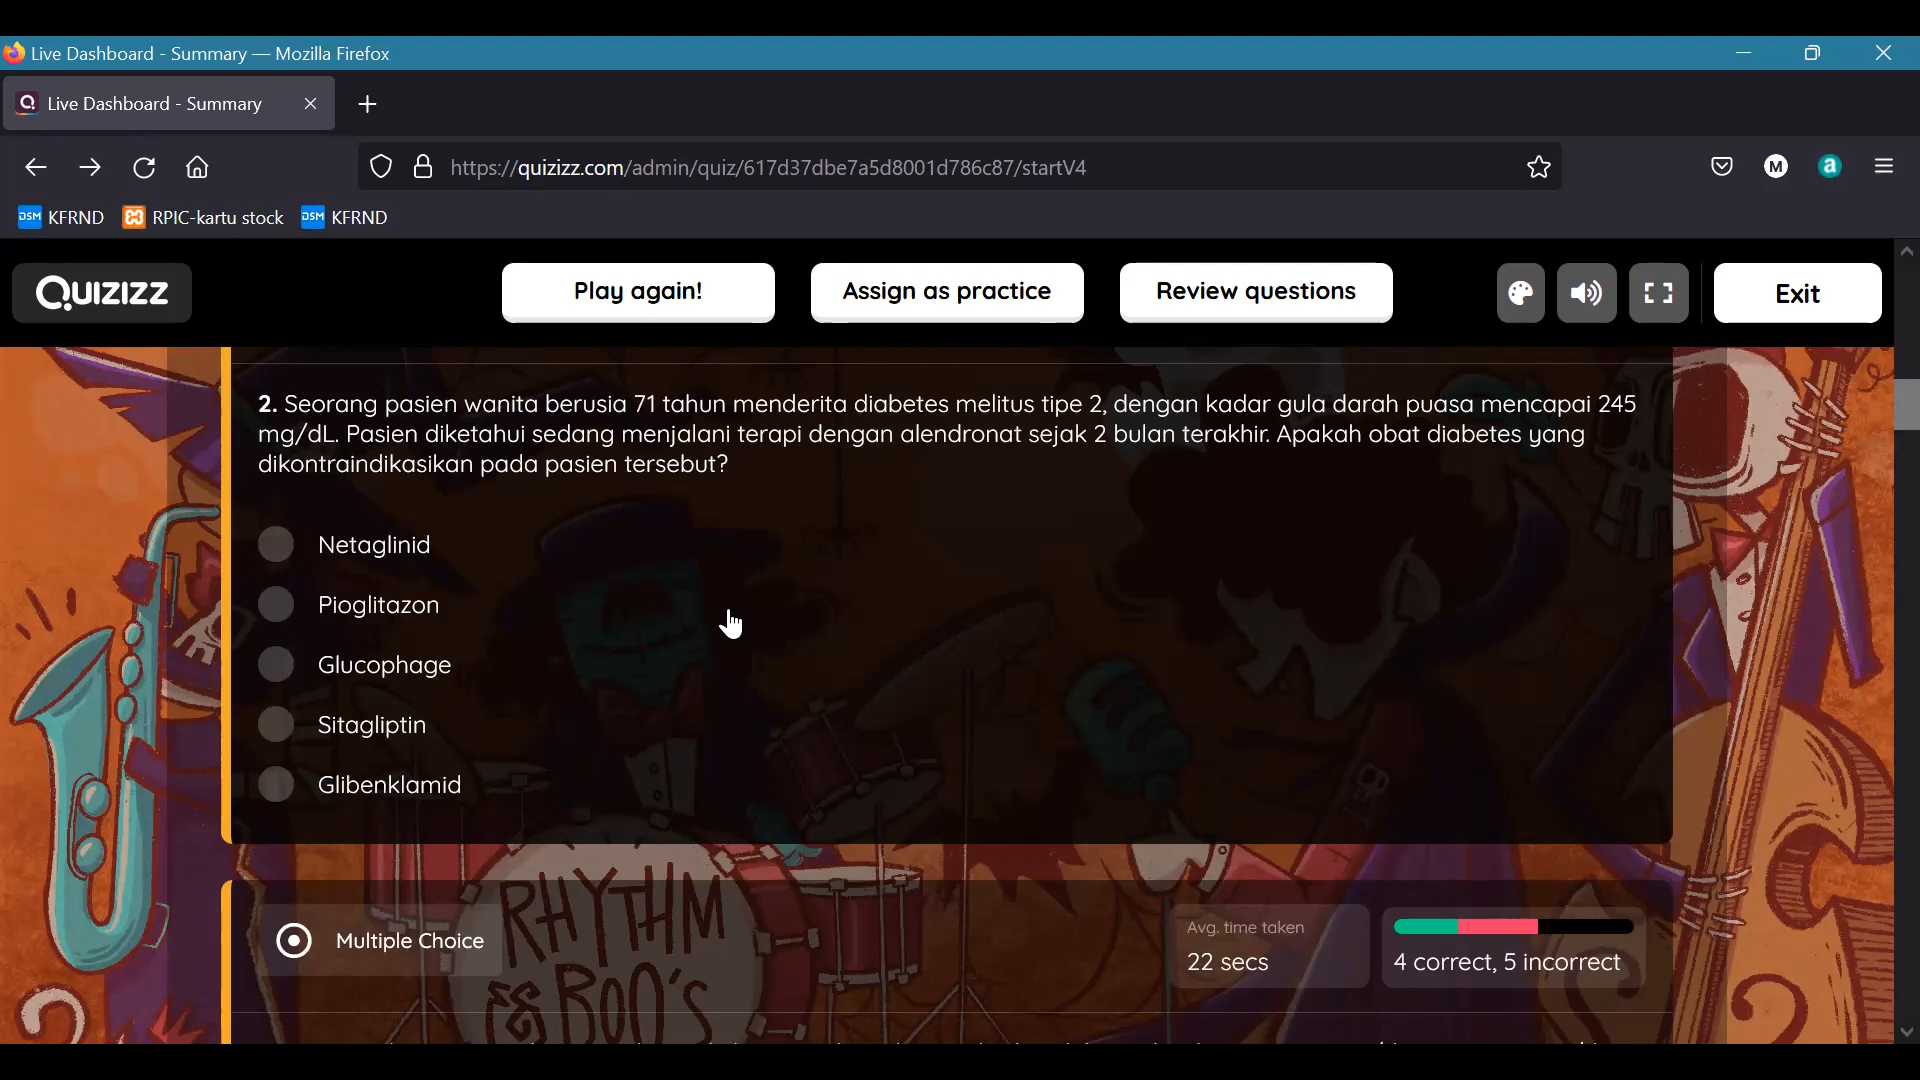 Live Dashboard - Summary — Mozilla Firefox
Live Dashboard - Summary
https://quizizz.com/admin/quiz/617d37dbe7a5d8001d786c87/startV4
M
a
DSM KFRND RPIC-kartu stock DSM KFRND
QUIZIZZ
Play again!
Assign as practice
Review questions
Exit
2. Seorang pasien wanita berusia 71 tahun menderita diabetes melitus tipe 2, dengan kadar gula darah puasa mencapai 245
mg/dL. Pasien diketahui sedang menjalani terapi dengan alendronat sejak 2 bulan terakhir. Apakah obat diabetes yang
dikontraindikasikan pada pasien tersebut?
Netaglinid
Pioglitazon
Glucophage
Sitagliptin
Glibenklamid
RHYTHM
& BOO'S
Multiple Choice
Avg. time taken
22 secs
4 correct, 5 incorrect